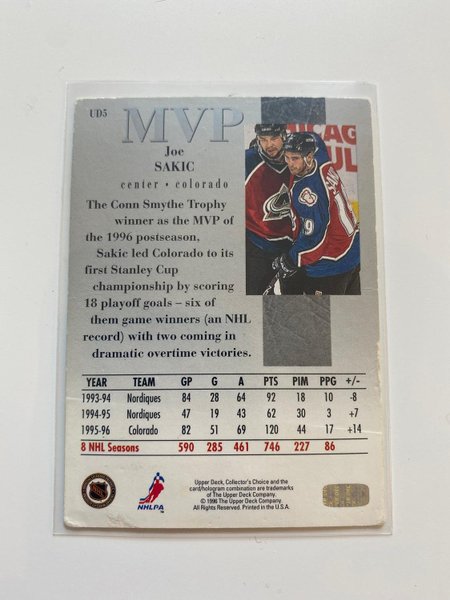 UD5
MVP
Joe
SAKIC
center • colorado
The Conn Smythe Trophy
winner as the MVP of
the 1996 postseason,
Sakic led Colorado to its
first Stanley Cup
championship by scoring
18 playoff goals – six of
them game winners (an NHL
record) with two coming in
dramatic overtime victories.
ICAG
UL
19
YEAR TEAM GP G A PTS PIM PPG +/-
1993-94 Nordiques 84 28 64 92 18 10 -8
1994-95 Nordiques 47 19 43 62 30 3 +7
1995-96 Colorado 82 51 69 120 44 17 +14
8 NHL Seasons 590 285 461 746 227 86
NHLPA
Upper Deck, Collector's Choice and the
card/hologram combination are trademarks
of The Upper Deck Company.
© 1996 The Upper Deck Company.
All Rights Reserved. Printed in the U.S.A.